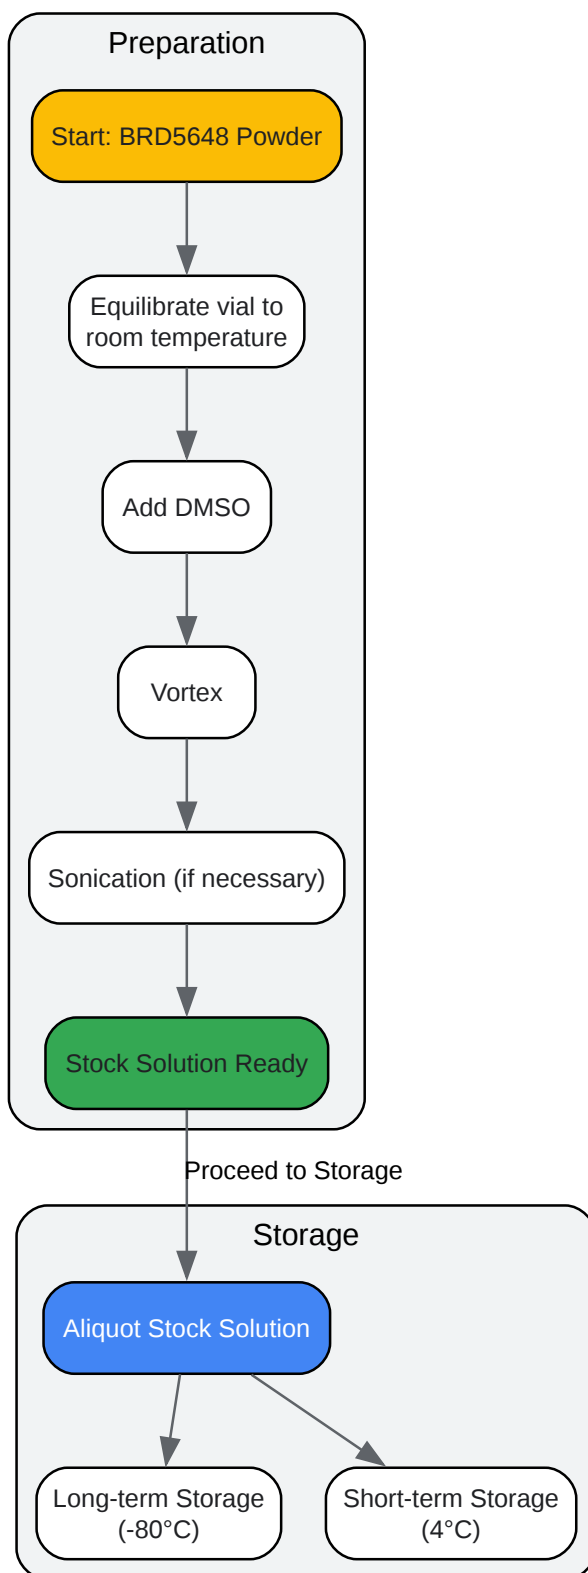 Preparation
Start: BRD5648 Powder
Equilibrate vial to
room temperature
Add DMSO
Vortex
Sonication (if necessary)
Stock Solution Ready
Proceed to Storage
Storage
Aliquot Stock Solution
Long-term Storage
(-80°C)
Short-term Storage
(4°C)